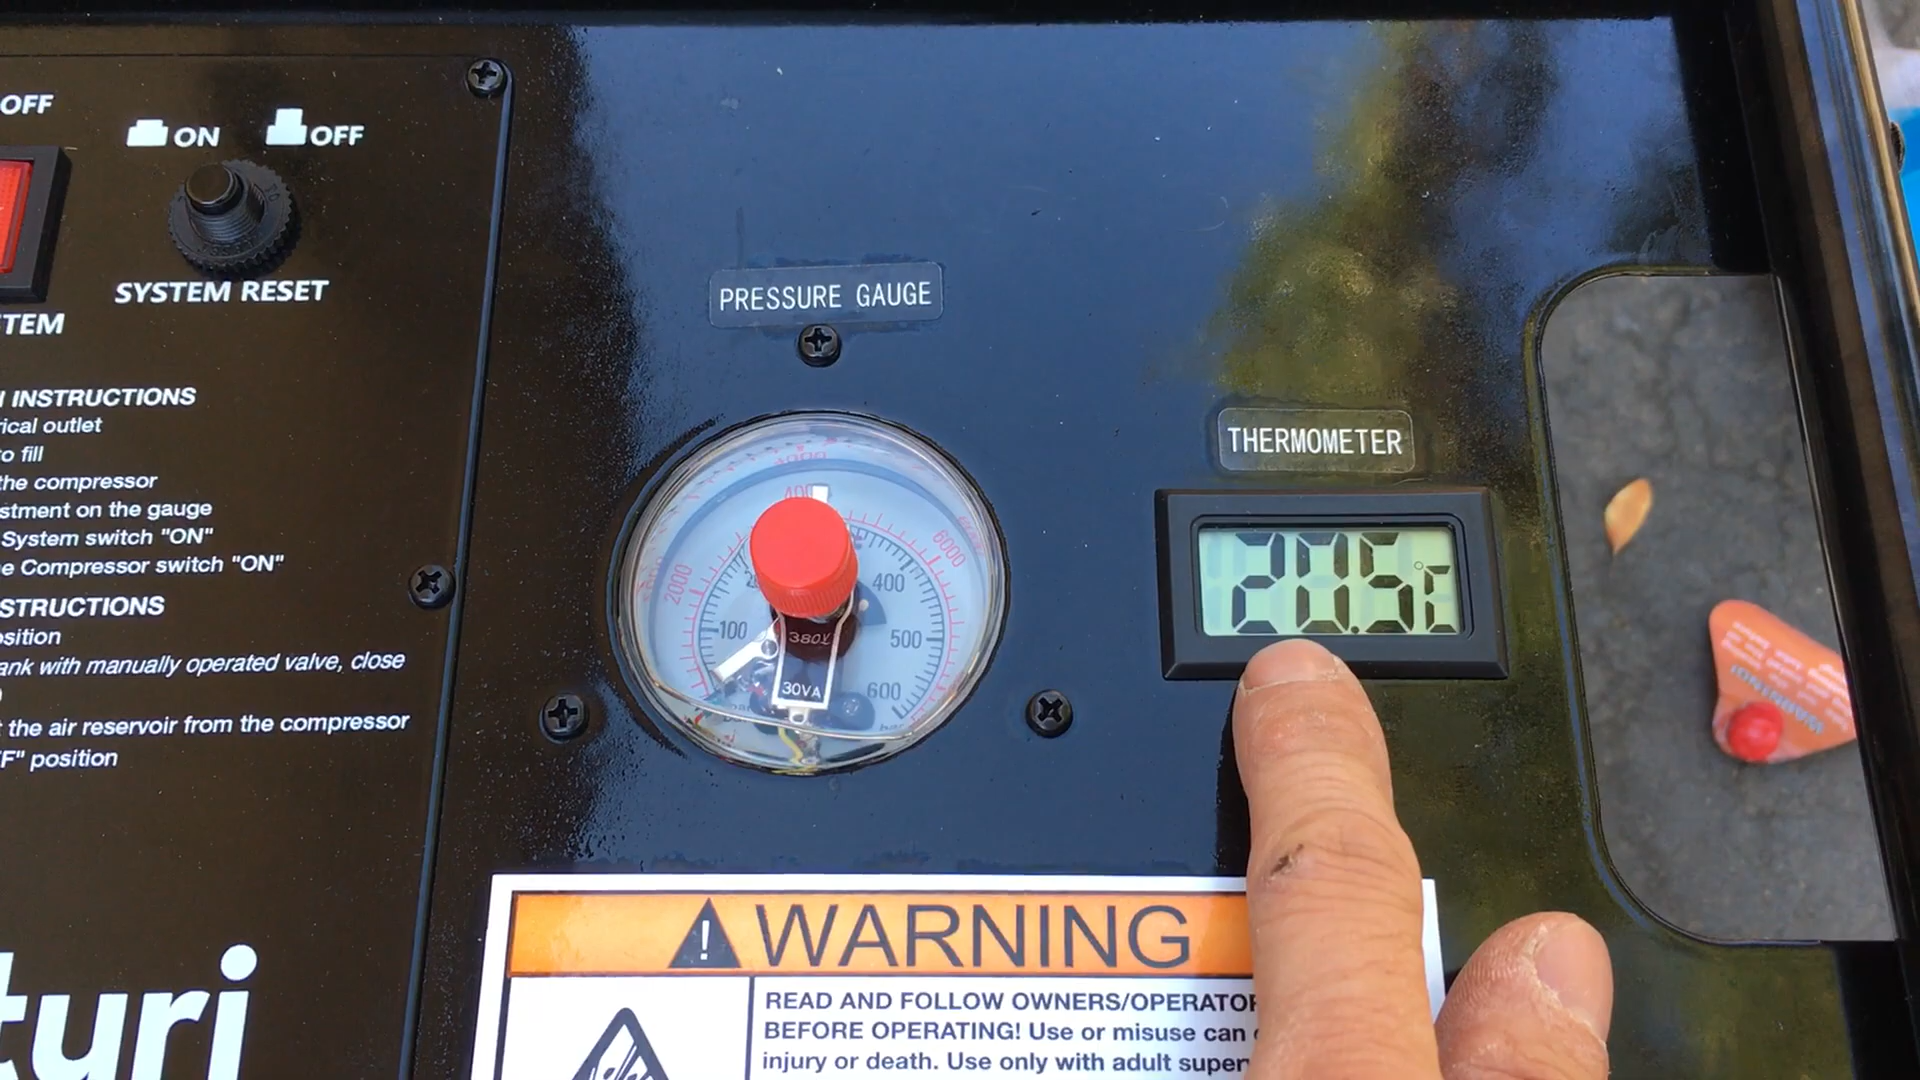 OFF
ON OFF
SYSTEM RESET
TEM
INSTRUCTIONS
rical outlet
to fill
the compressor
stment on the gauge
System switch "ON"
e Compressor switch "ON"
STRUCTIONS
osition
ank with manually operated valve, close
t the air reservoir from the compressor
F" position
turi
PRESSURE GAUGE
2000
400
6000
100
400
500
600
380V
30VA
THERMOMETER
20.5°C
WARNING
READ AND FOLLOW OWNERS/OPERATOR
BEFORE OPERATING! Use or misuse can
injury or death. Use only with adult super
WARNING!